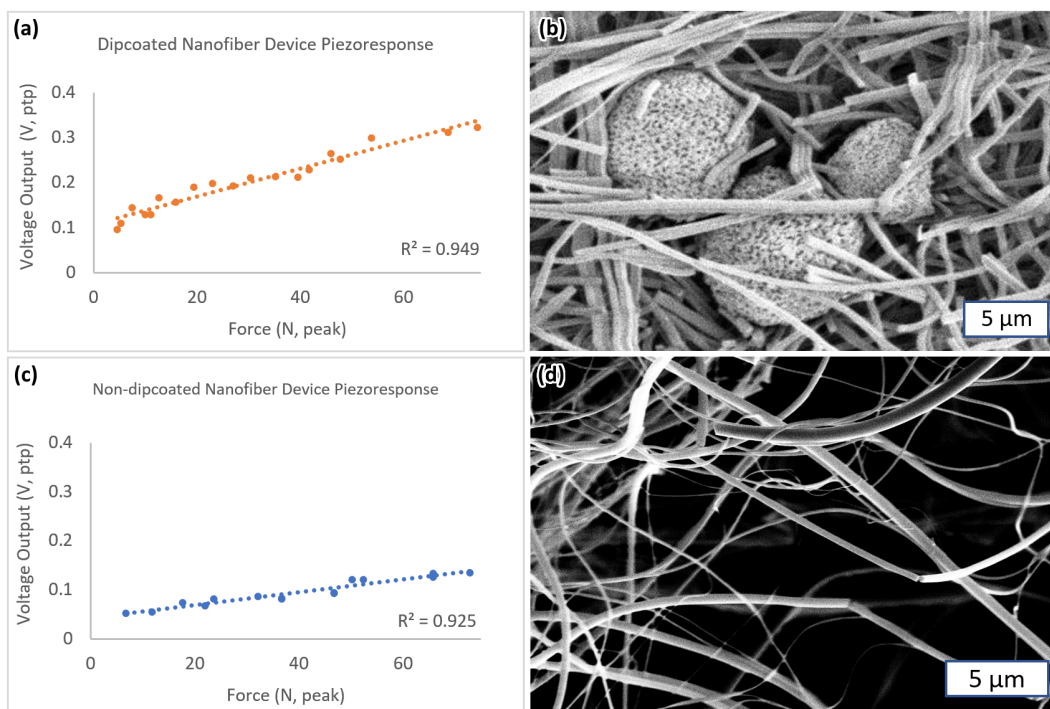 (a)
Dipcoated Nanofiber Device Piezoresponse
Voltage Output (V, ptp)
0.4
0.3
0.2
0.1
0
0
20
40
60
R² = 0.949
Force (N, peak)
(b)
5 µm
(c)
Non-dipcoated Nanofiber Device Piezoresponse
Voltage Output (V, ptp)
0.4
0.3
0.2
0.1
0
0
20
40
60
R² = 0.925
Force (N, peak)
(d)
5 µm